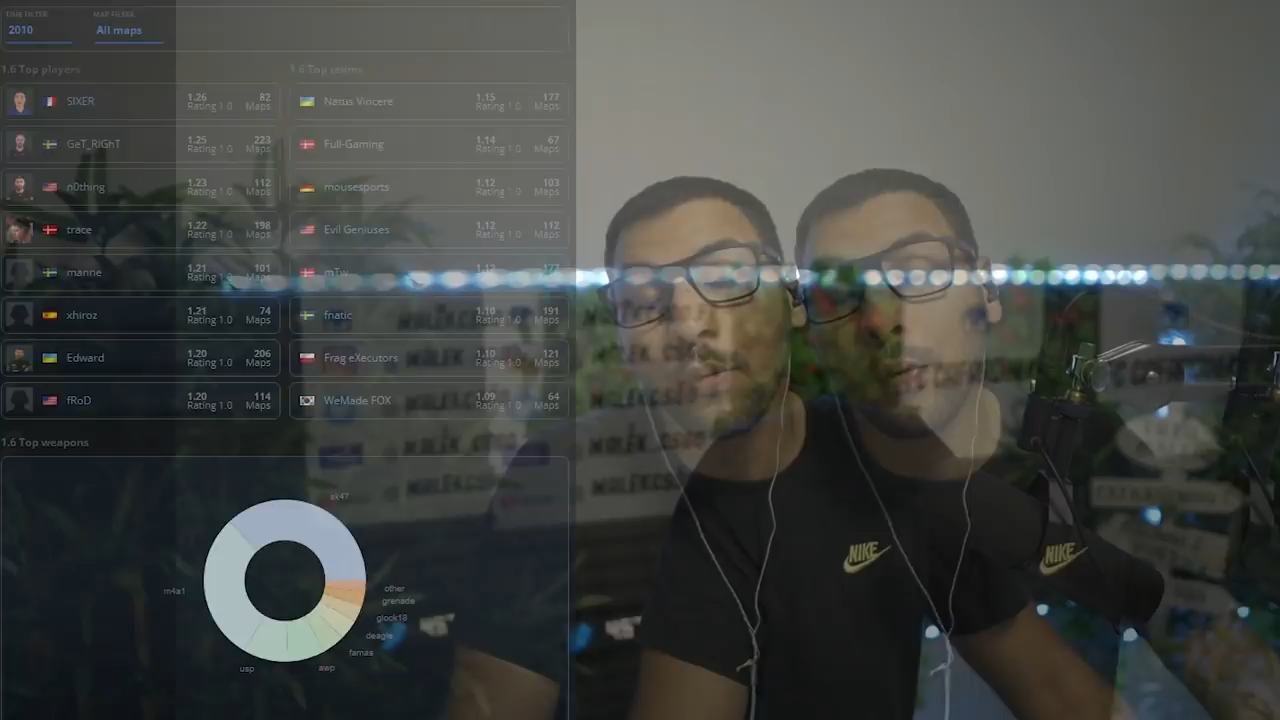 TIME FILTER MAP FILTER
2010 All maps
1.6 Top players
SIXER 1.26 Rating 1.0 82 Maps
GeT_RiGhT 1.25 Rating 1.0 223 Maps
n0thing 1.23 Rating 1.0 112 Maps
trace 1.22 Rating 1.0 198 Maps
manne 1.21 Rating 1.0 101 Maps
xhiroz 1.21 Rating 1.0 74 Maps
Edward 1.20 Rating 1.0 206 Maps
fRoD 1.20 Rating 1.0 114 Maps
1.6 Top teams
Natus Vincere 1.15 Rating 1.0 177 Maps
Full-Gaming 1.14 Rating 1.0 67 Maps
mousesports 1.12 Rating 1.0 103 Maps
Evil Geniuses 1.12 Rating 1.0 112 Maps
mTw
fnatic 1.10 Rating 1.0 191 Maps
Frag eXecutors 1.10 Rating 1.0 121 Maps
WeMade FOX 1.09 Rating 1.0 64 Maps
1.6 Top weapons
ak47
m4a1
other
grenade
glock18
deagle
famas
awp
usp
NIKE
NIKE